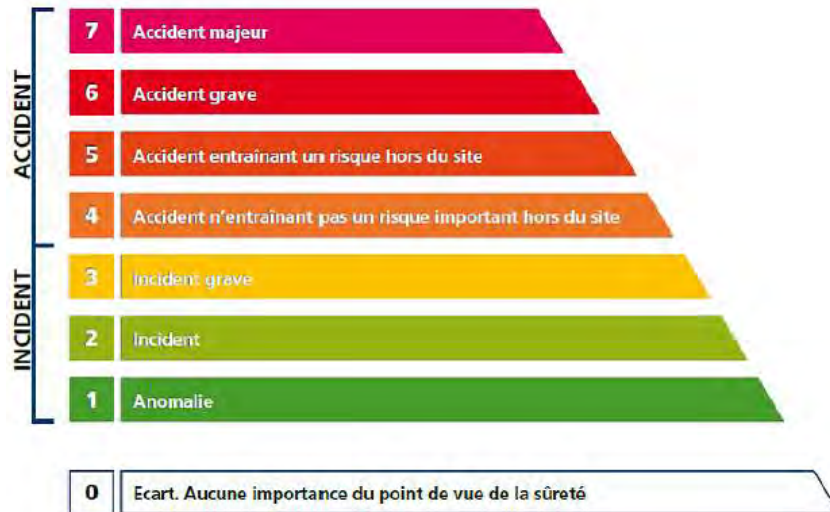 ACCIDENT
7 Accident majeur
6 Accident grave
5 Accident entraînant un risque hors du site
4 Accident n'entraînant pas un risque important hors du site
INCIDENT
3 Incident grave
2 Incident
1 Anomalie
0 Ecart. Aucune importance du point de vue de la sûreté